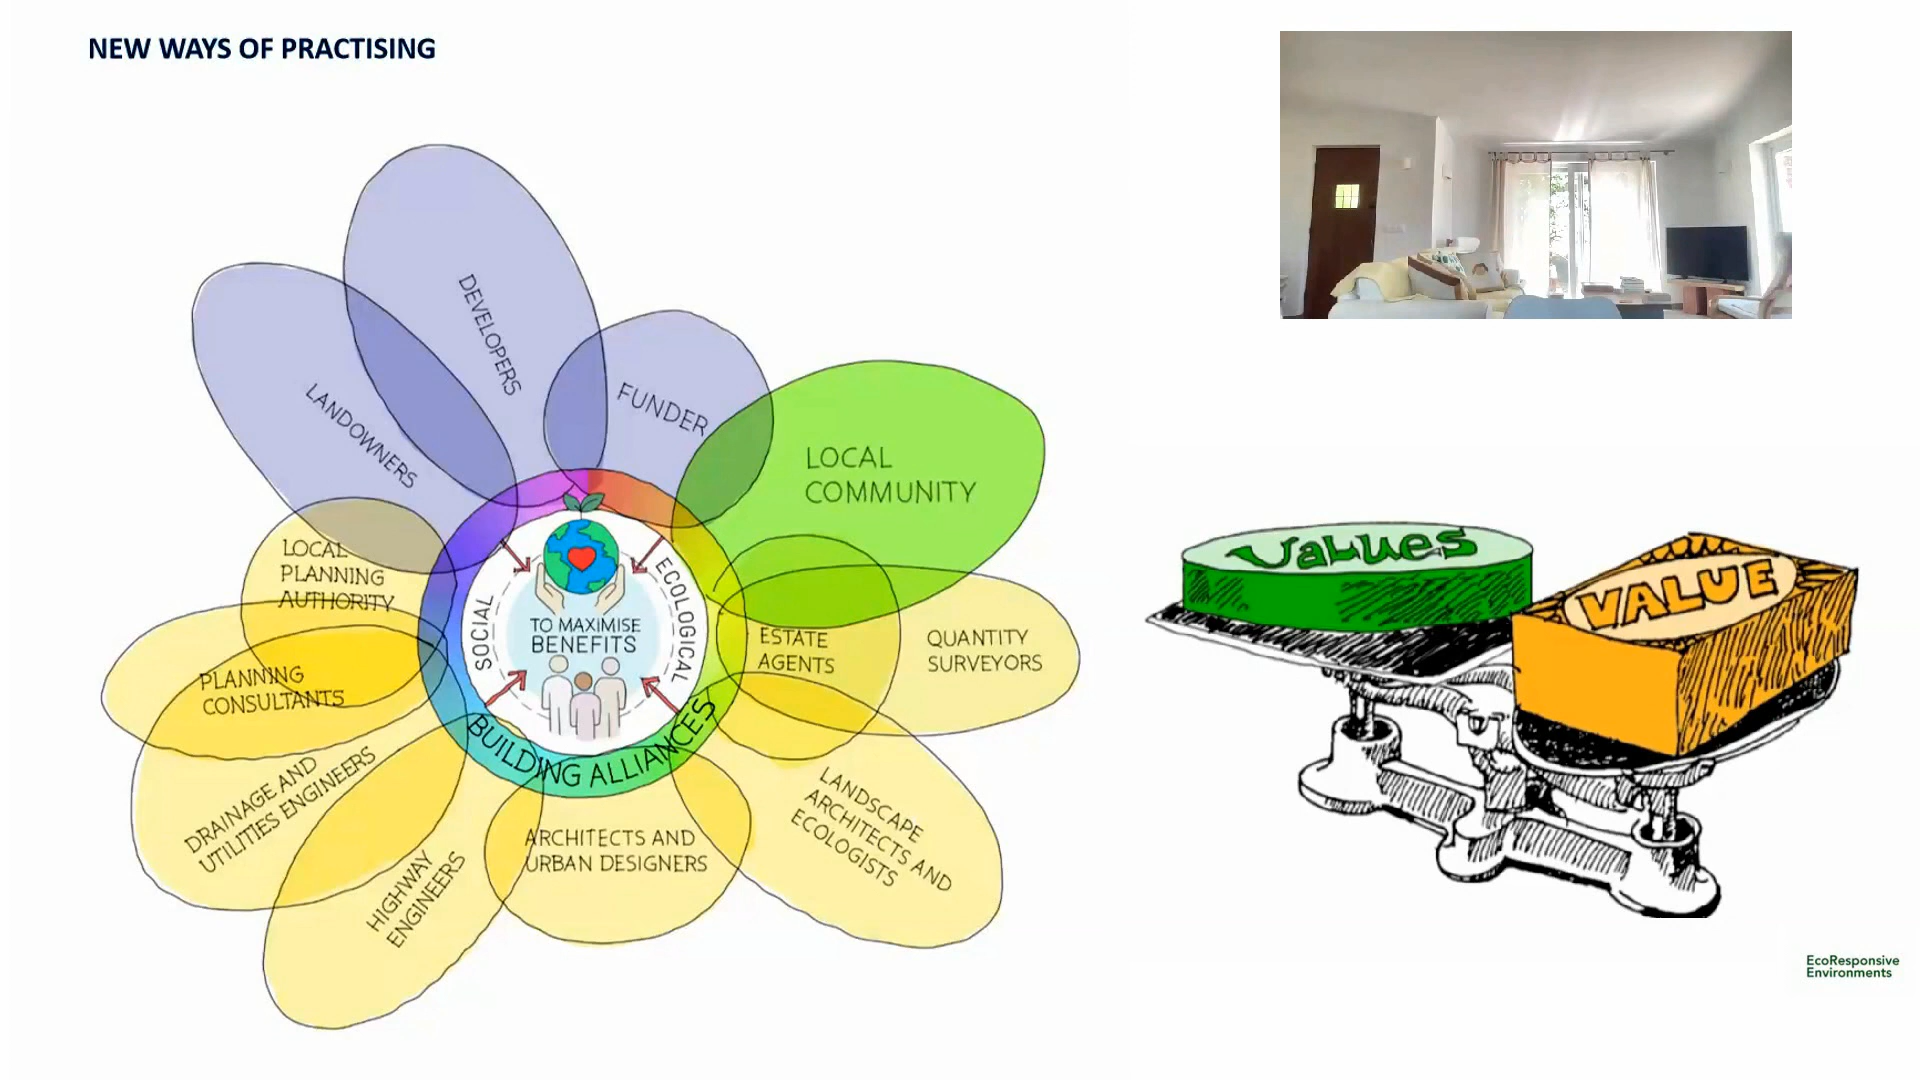 NEW WAYS OF PRACTISING
DEVELOPERS
LANDOWNERS
FUNDER
LOCAL
COMMUNITY
LOCAL
PLANNING
AUTHORITY
PLANNING
CONSULTANTS
DRAINAGE AND
UTILITIES ENGINEERS
HIGHWAY
ENGINEERS
ARCHITECTS AND
URBAN DESIGNERS
LANDSCAPE
ARCHITECTS AND
ECOLOGISTS
ESTATE
AGENTS
QUANTITY
SURVEYORS
SOCIAL
ECOLOGICAL
TO MAXIMISE
BENEFITS
BUILDING ALLIANCES
VaLUeS
VALUE
EcoResponsive
Environments